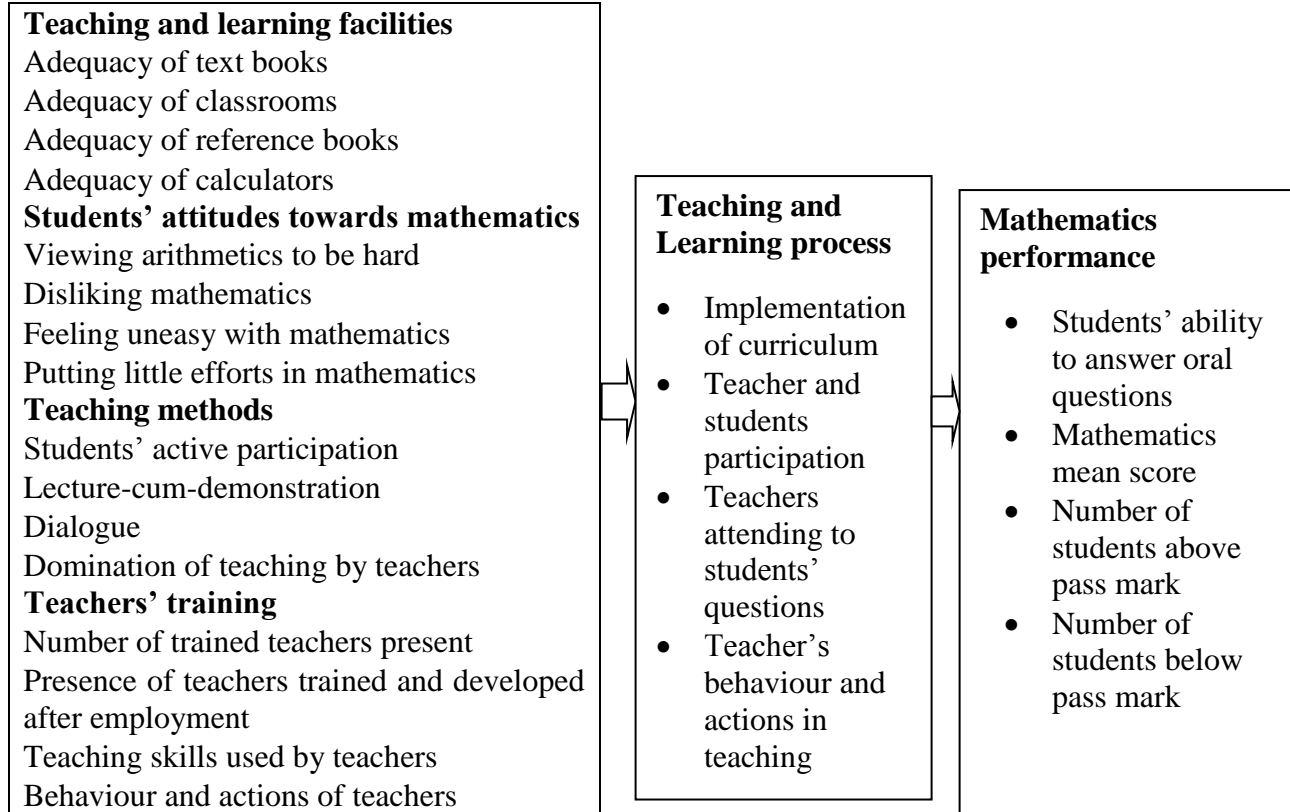 Teaching and learning facilities
Adequacy of text books
Adequacy of classrooms
Adequacy of reference books
Adequacy of calculators
Students’ attitudes towards mathematics
Viewing arithmetics to be hard
Disliking mathematics
Feeling uneasy with mathematics
Putting little efforts in mathematics
Teaching methods
Students’ active participation
Lecture-cum-demonstration
Dialogue
Domination of teaching by teachers
Teachers’ training
Number of trained teachers present
Presence of teachers trained and developed
after employment
Teaching skills used by teachers
Behaviour and actions of teachers
Teaching and
Learning process
• Implementation
of curriculum
• Teacher and
students
participation
• Teachers
attending to
students’
questions
• Teacher’s
behaviour and
actions in
teaching
Mathematics
performance
• Students’ ability
to answer oral
questions
• Mathematics
mean score
• Number of
students above
pass mark
• Number of
students below
pass mark